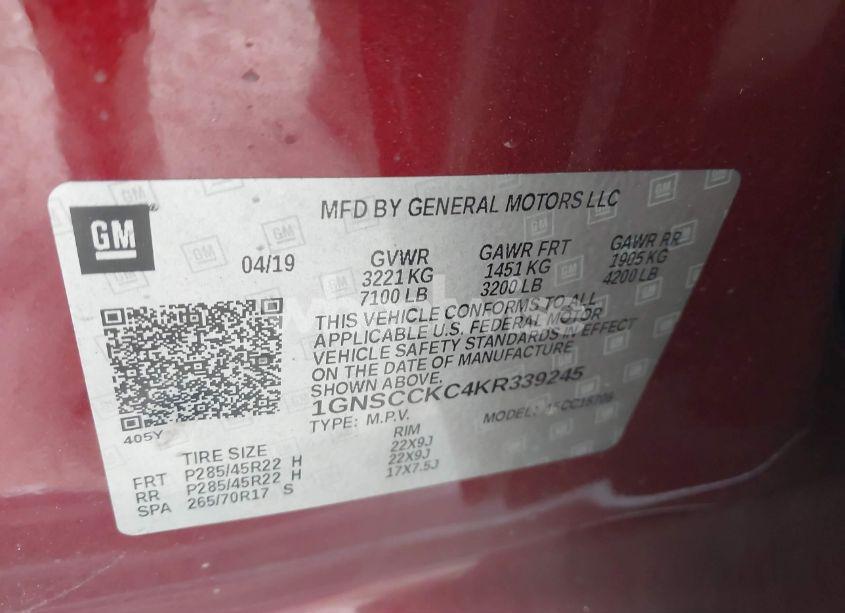 GM
MFD BY GENERAL MOTORS LLC
04/19
GVWR GAWR FRT GAWR RR
3221 KG 1451 KG 1905 KG
7100 LB 3200 LB 4200 LB
THIS VEHICLE CONFORMS TO ALL
APPLICABLE U.S. FEDERAL MOTOR
VEHICLE SAFETY STANDARDS IN EFFECT
ON THE DATE OF MANUFACTURE
SHOWN ABOVE.
1GNSCCKC4KR339245
TYPE: M.P.V. MODEL:
405Y
TIRE SIZE RIM
FRT P285/45R22 H 22X9J
RR P285/45R22 H 22X9J
SPA 265/70R17 S 17X7.5J